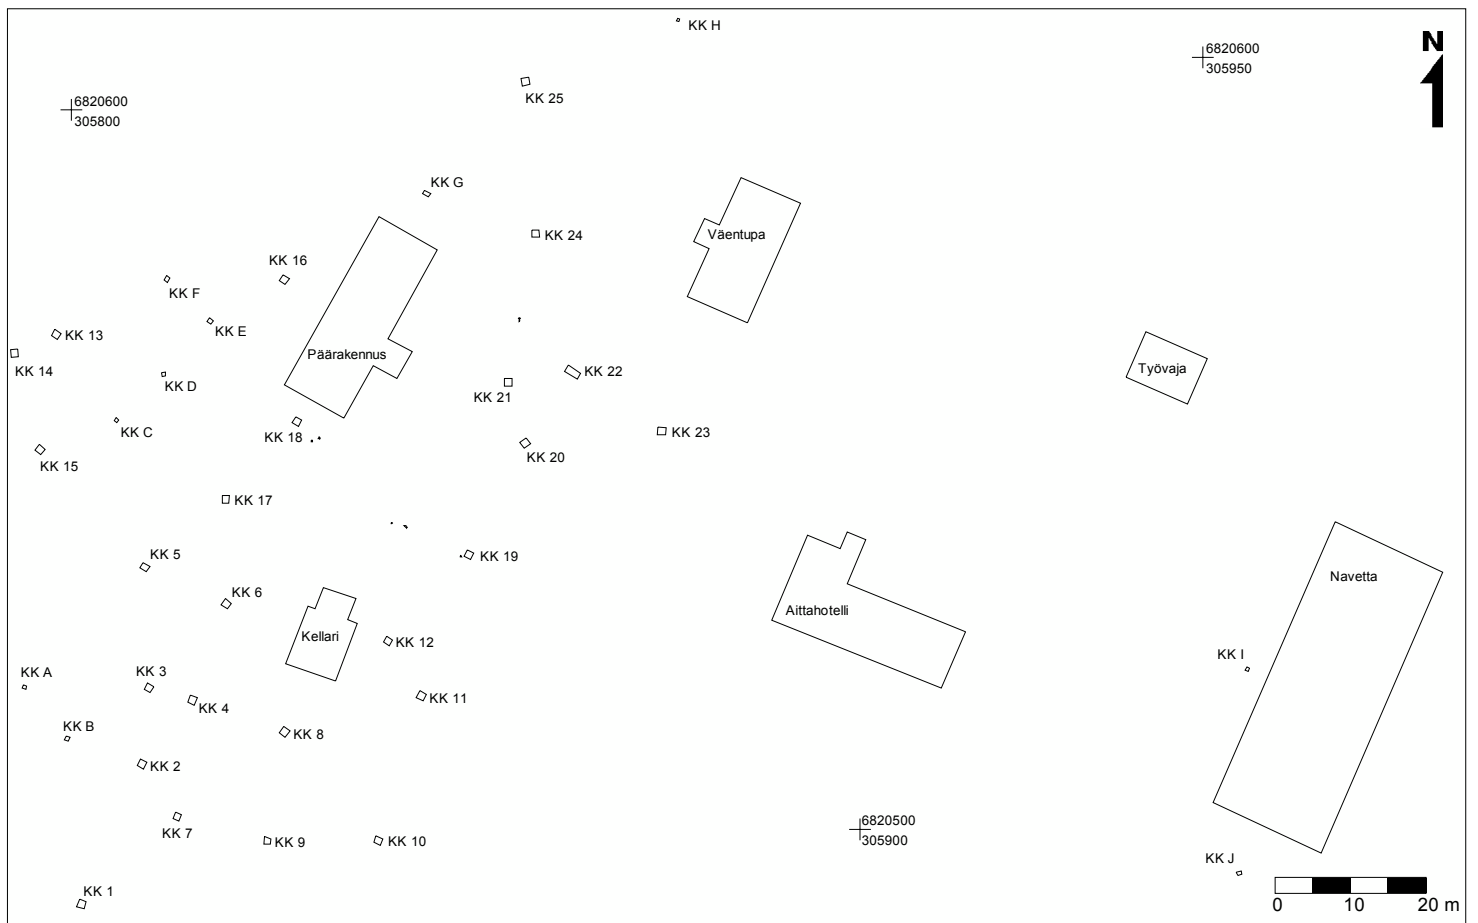 KK H
N
6820600
305950
6820600
305800
KK 25
KK G
Väentupa
KK 24
KK 16
KK F
KK E
KK 13
Päärakennus
KK 14
KK D
KK 22
KK 21
Työvaja
KK C
KK 18
KK 23
KK 15
KK 20
KK 17
KK 5
KK 19
Navetta
KK 6
Aittahotelli
Kellari
KK 12
KK I
KK A
KK 3
KK 4
KK 11
KK B
KK 8
KK 2
6820500
305900
KK 7
KK 9
KK 10
KK J
KK 1
0 10 20 m